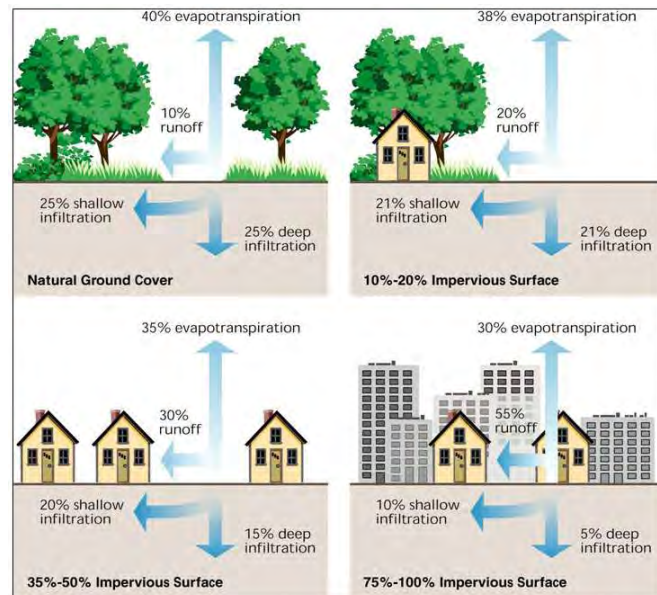 40% evapotranspiration
10%
runoff
25% shallow
infiltration
25% deep
infiltration
Natural Ground Cover
38% evapotranspiration
20%
runoff
21% shallow
infiltration
21% deep
infiltration
10%-20% Impervious Surface
35% evapotranspiration
30%
runoff
20% shallow
infiltration
15% deep
infiltration
35%-50% Impervious Surface
30% evapotranspiration
55%
runoff
10% shallow
infiltration
5% deep
infiltration
75%-100% Impervious Surface